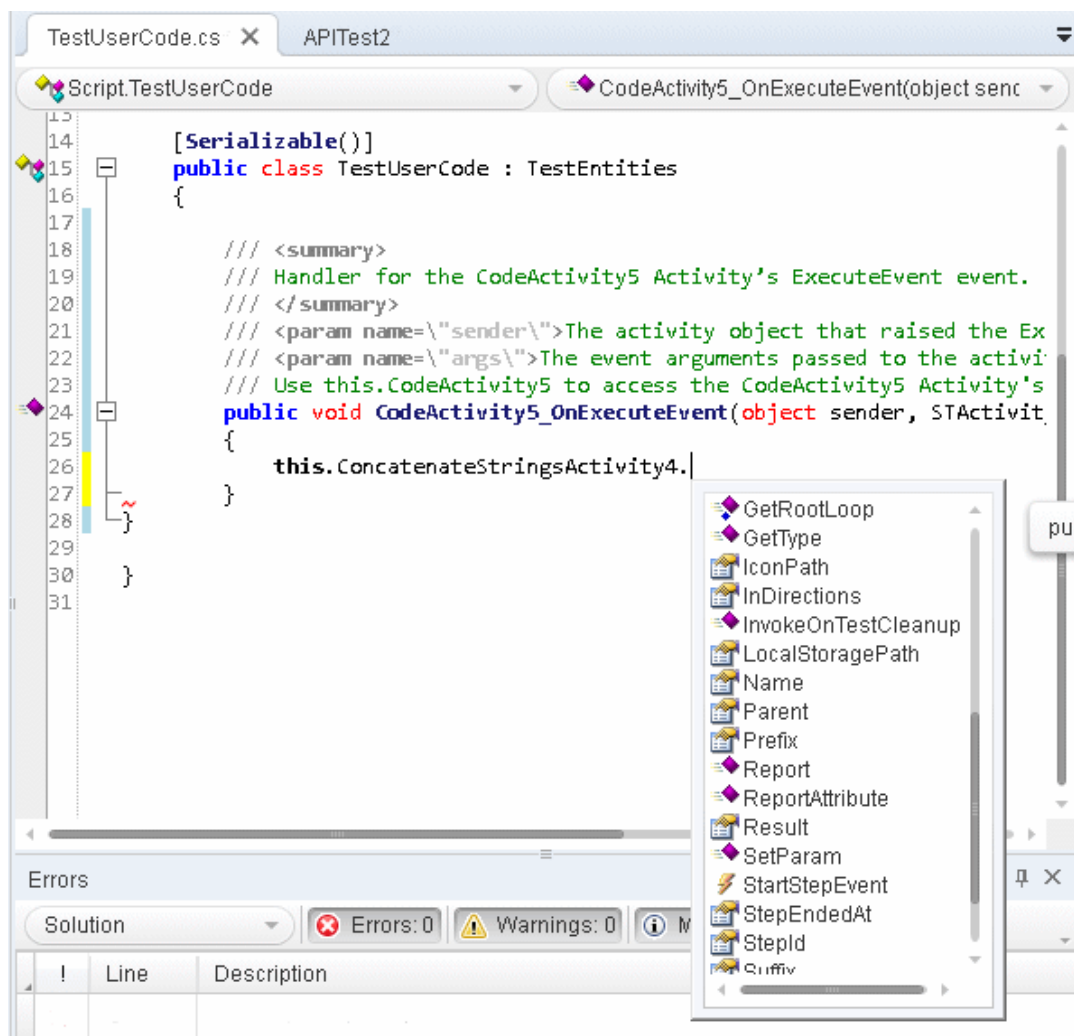 TestUserCode.cs
APITest2
Script.TestUserCode
CodeActivity5_OnExecuteEvent(object senc
13
14 [Serializable()]
15 public class TestUserCode : TestEntities
16 {
17
18 /// <summary>
19 /// Handler for the CodeActivity5 Activity’s ExecuteEvent event.
20 /// </summary>
21 /// <param name=\"sender\">The activity object that raised the Ex
22 /// <param name=\"args\">The event arguments passed to the activi
23 /// Use this.CodeActivity5 to access the CodeActivity5 Activity's
24 public void CodeActivity5_OnExecuteEvent(object sender, STActivit
25 {
26 this.ConcatenateStringsActivity4.
27 }
28 }
29
30 }
31
GetRootLoop
GetType
IconPath
InDirections
InvokeOnTestCleanup
LocalStoragePath
Name
Parent
Prefix
Report
ReportAttribute
Result
SetParam
StartStepEvent
StepEndedAt
StepId
Suffix
pu
Errors
Solution
Errors: 0
Warnings: 0
M
! Line Description